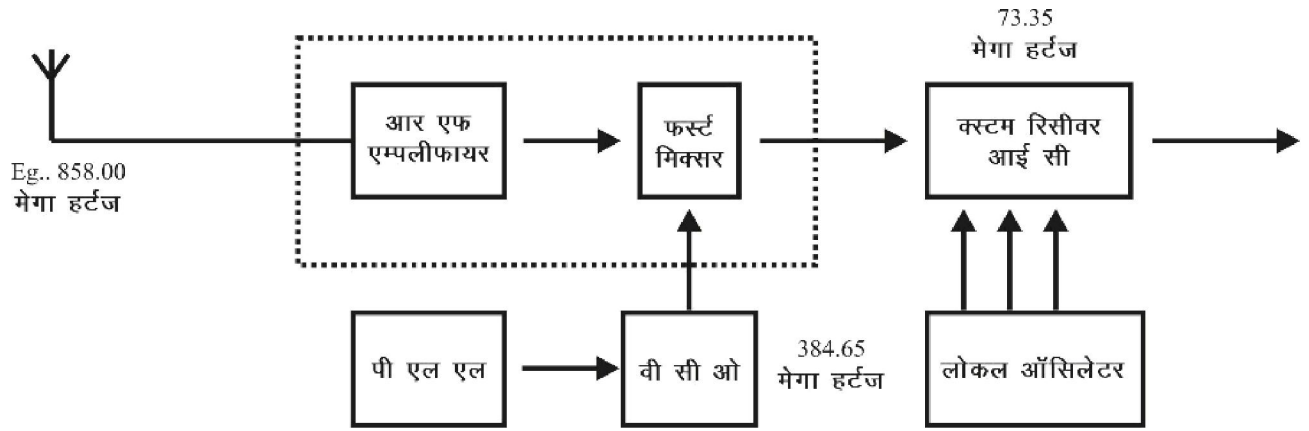 73.35
मेगा हर्टज
आर एफ
एम्पलीफायर
फर्स्ट
मिक्सर
क्स्टम रिसीवर
आई सी
Eg.. 858.00
मेगा हर्टज
पी एल एल
वी सी ओ
384.65
मेगा हर्टज
लोकल ऑसिलेटर